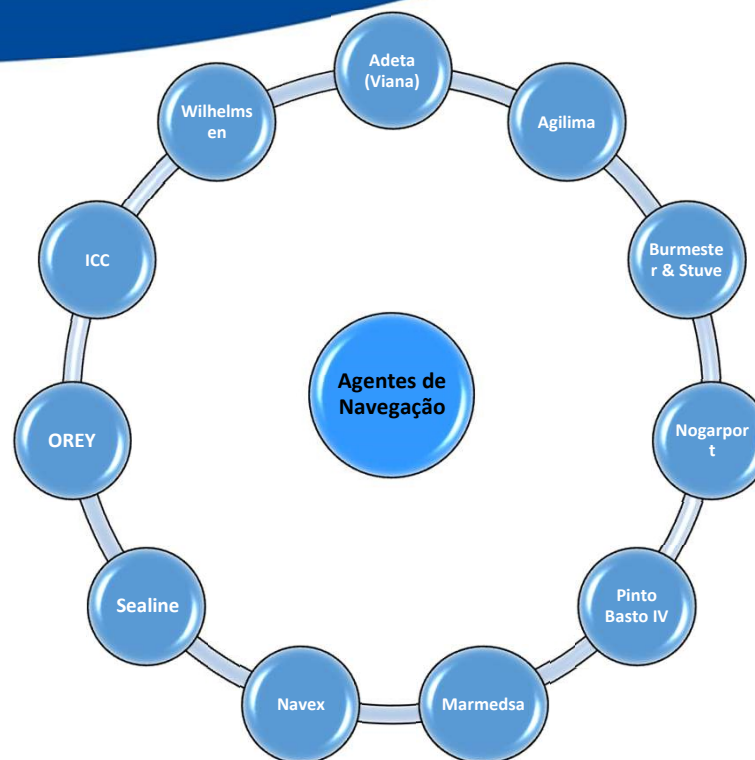 Adeta
(Viana)
Agilima
Burmeste
r & Stuve
Nogarpor
t
Pinto
Basto IV
Marmedsa
Navex
Sealine
OREY
ICC
Wilhelms
en
Agentes de
Navegação